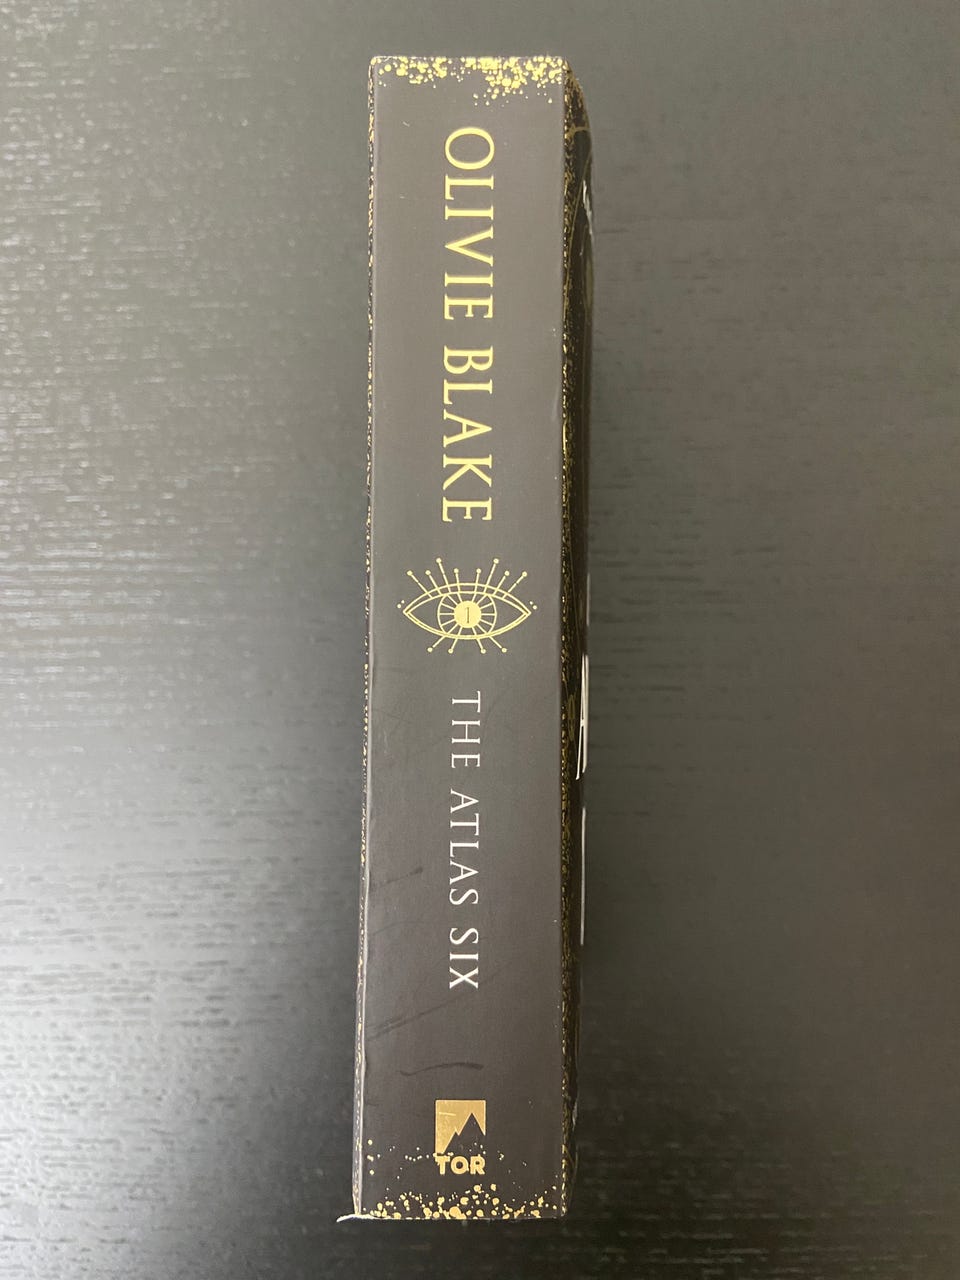 OLIVIE BLAKE
1
THE ATLAS SIX
TOR